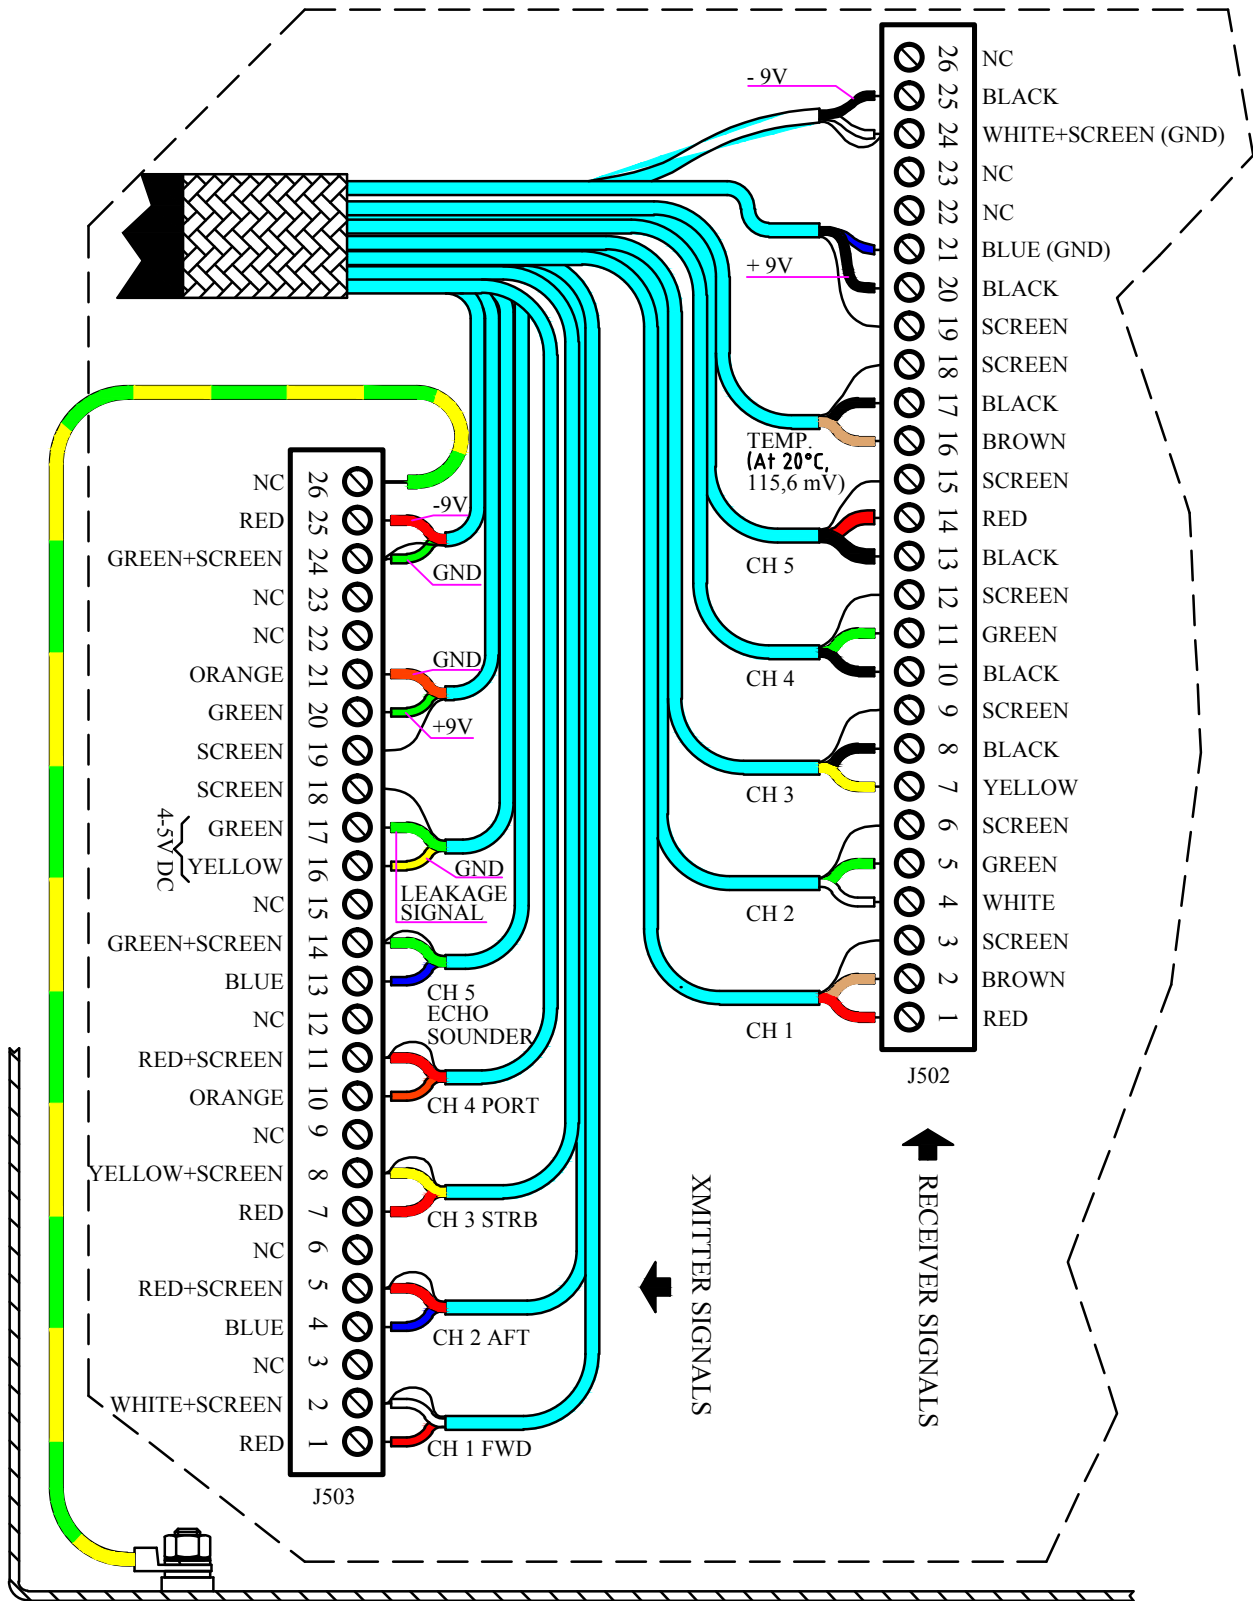 26 NC
- 9V
25 BLACK
24 WHITE+SCREEN (GND)
23 NC
22 NC
21 BLUE (GND)
+ 9V
20 BLACK
19 SCREEN
18 SCREEN
17 BLACK
16 BROWN
TEMP.
(At 20°C,
115,6 mV)
15 SCREEN
14 RED
13 BLACK
CH 5
12 SCREEN
11 GREEN
10 BLACK
CH 4
9 SCREEN
8 BLACK
7 YELLOW
CH 3
6 SCREEN
5 GREEN
4 WHITE
CH 2
3 SCREEN
2 BROWN
1 RED
CH 1
J502
RECEIVER SIGNALS
XMITTER SIGNALS
NC 26
RED 25
-9V
GREEN+SCREEN 24
GND
NC 23
NC 22
ORANGE 21
GND
GREEN 20
+9V
SCREEN 19
SCREEN 18
4-5V DC
GREEN 17
YELLOW 16
GND
LEAKAGE
SIGNAL
NC 15
GREEN+SCREEN 14
BLUE 13
CH 5
ECHO
SOUNDER
NC 12
RED+SCREEN 11
ORANGE 10
CH 4 PORT
NC 9
YELLOW+SCREEN 8
RED 7
CH 3 STRB
NC 6
RED+SCREEN 5
BLUE 4
CH 2 AFT
NC 3
WHITE+SCREEN 2
RED 1
CH 1 FWD
J503